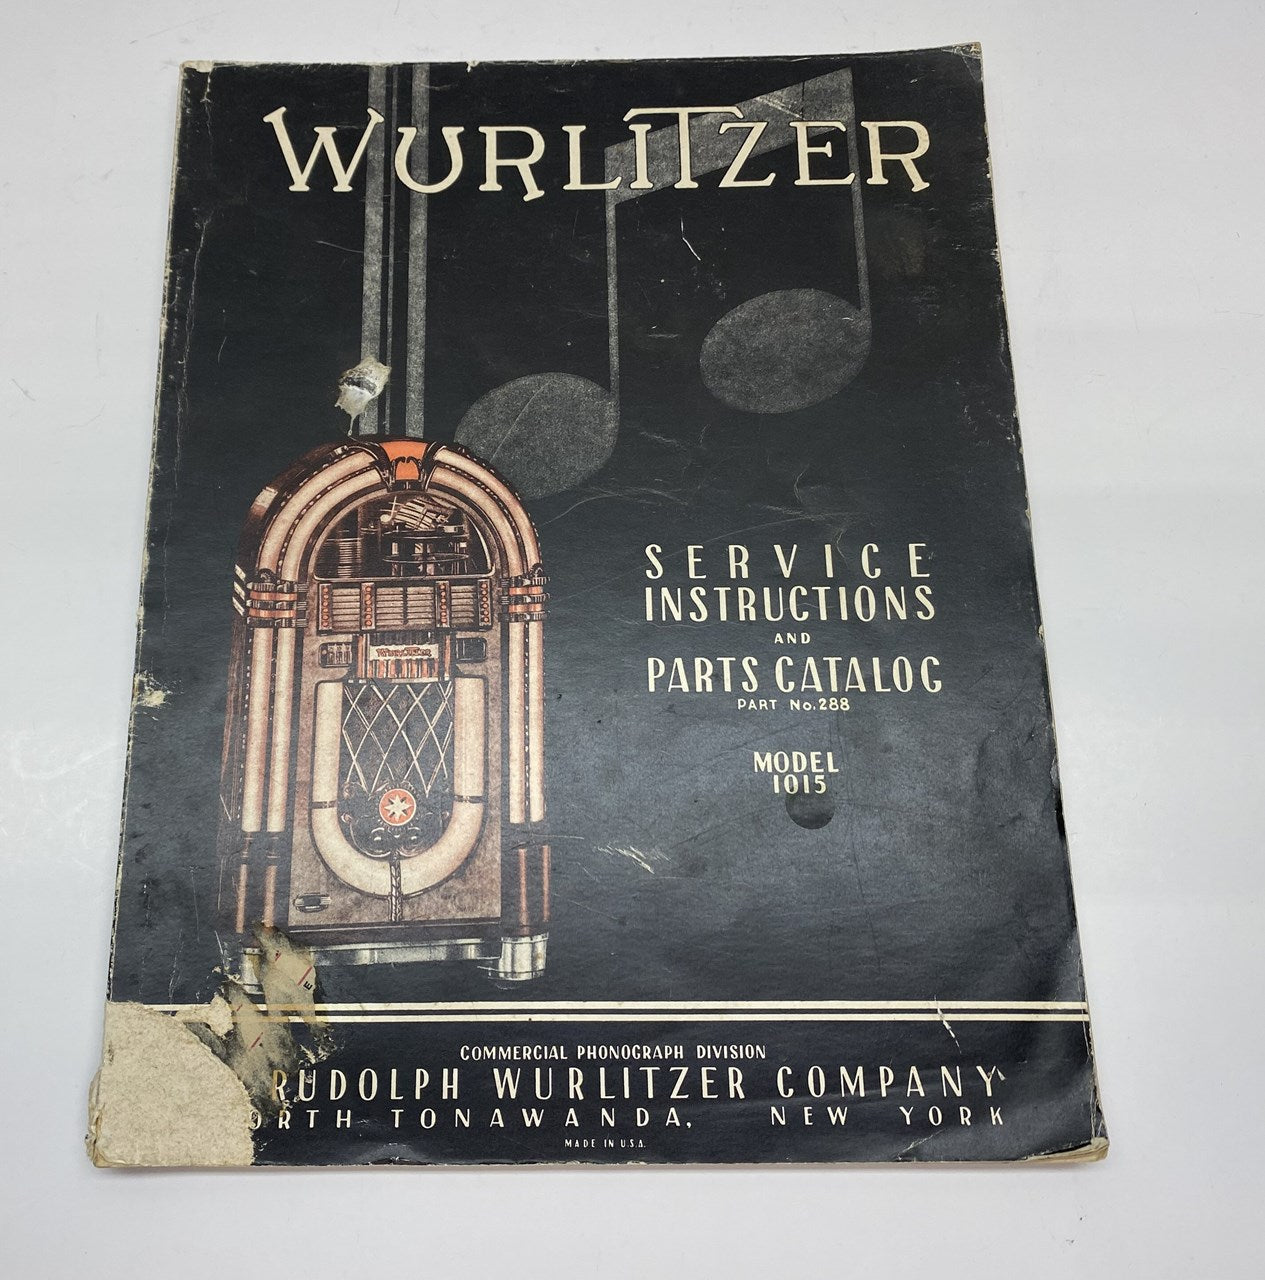 WURLITZER
SERVICE
INSTRUCTIONS
AND
PARTS CATALOG
PART No. 288
MODEL
1015
WURLITZER
COMMERCIAL PHONOGRAPH DIVISION
RUDOLPH WURLITZER COMPANY
ORTH TONAWANDA, NEW YORK
MADE IN U.S.A.